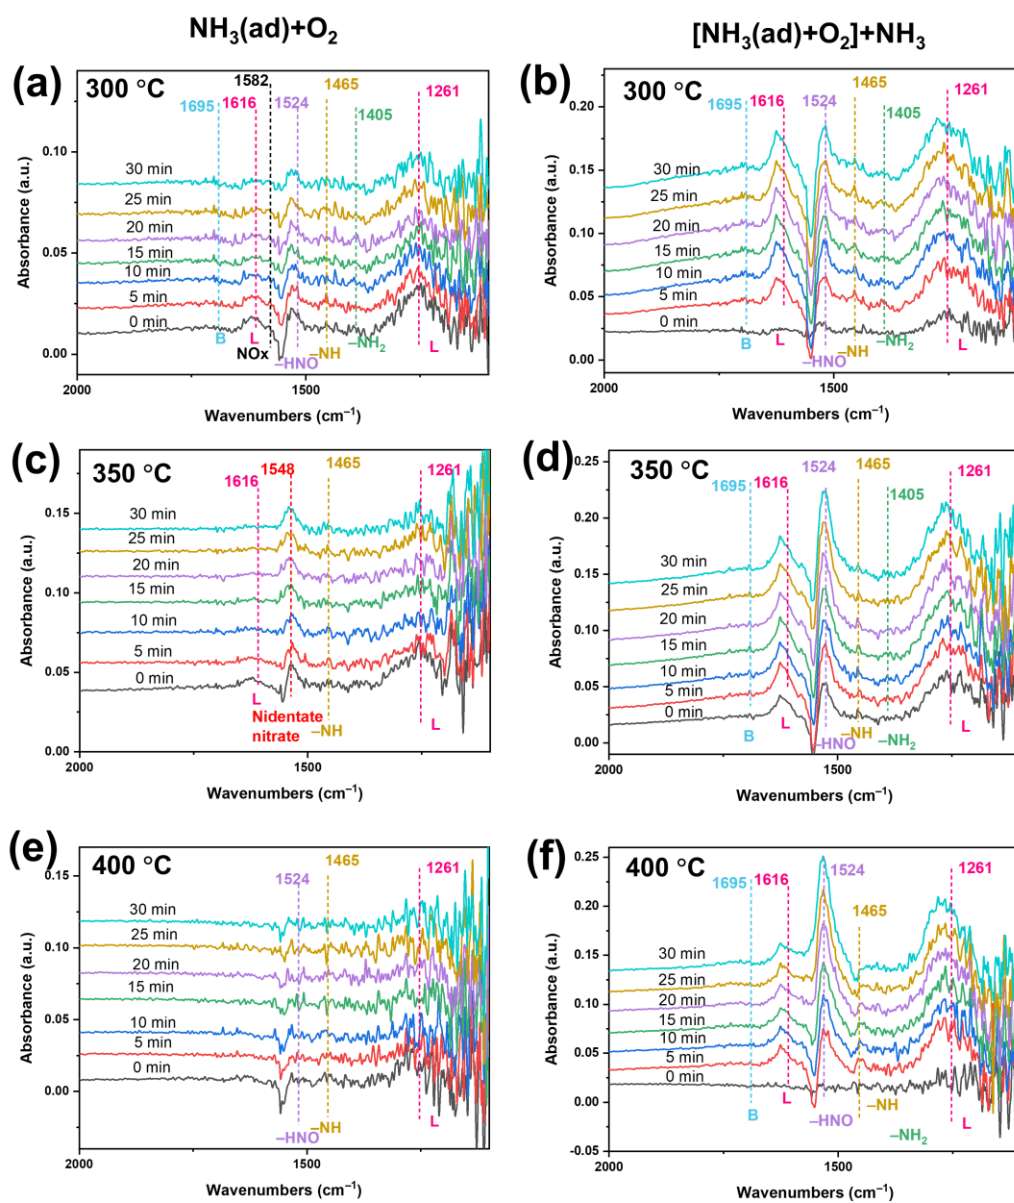 NH₃(ad)+O₂
[NH₃(ad)+O₂]+NH₃
(a)
300 °C
1582
1465
1695
1616
1524
1405
1261
0.10
0.05
0.00
30 min
25 min
20 min
15 min
10 min
5 min
0 min
B
L
NOx
–NH
–NH₂
–HNO
L
Absorbance (a.u.)
2000
1500
Wavenumbers (cm⁻¹)
(b)
300 °C
1695
1616
1524
1465
1405
1261
0.20
0.15
0.10
0.05
0.00
30 min
25 min
20 min
15 min
10 min
5 min
0 min
B
L
–HNO
–NH
–NH₂
L
Absorbance (a.u.)
2000
1500
Wavenumbers (cm⁻¹)
(c)
350 °C
1616
1548
1465
1261
0.15
0.10
0.05
0.00
30 min
25 min
20 min
15 min
10 min
5 min
0 min
L
Nidentate
nitrate
–NH
L
Absorbance (a.u.)
2000
1500
Wavenumbers (cm⁻¹)
(d)
350 °C
1695
1616
1524
1465
1405
1261
0.25
0.20
0.15
0.10
0.05
0.00
30 min
25 min
20 min
15 min
10 min
5 min
0 min
B
L
–HNO
–NH
–NH₂
L
Absorbance (a.u.)
2000
1500
Wavenumbers (cm⁻¹)
(e)
400 °C
1524
1465
1261
0.15
0.10
0.05
0.00
30 min
25 min
20 min
15 min
10 min
5 min
0 min
–HNO
–NH
L
Absorbance (a.u.)
2000
1500
Wavenumbers (cm⁻¹)
(f)
400 °C
1695
1616
1524
1465
1261
0.25
0.20
0.15
0.10
0.05
0.00
-0.05
30 min
25 min
20 min
15 min
10 min
5 min
0 min
B
L
–HNO
–NH
–NH₂
L
Absorbance (a.u.)
2000
1500
Wavenumbers (cm⁻¹)